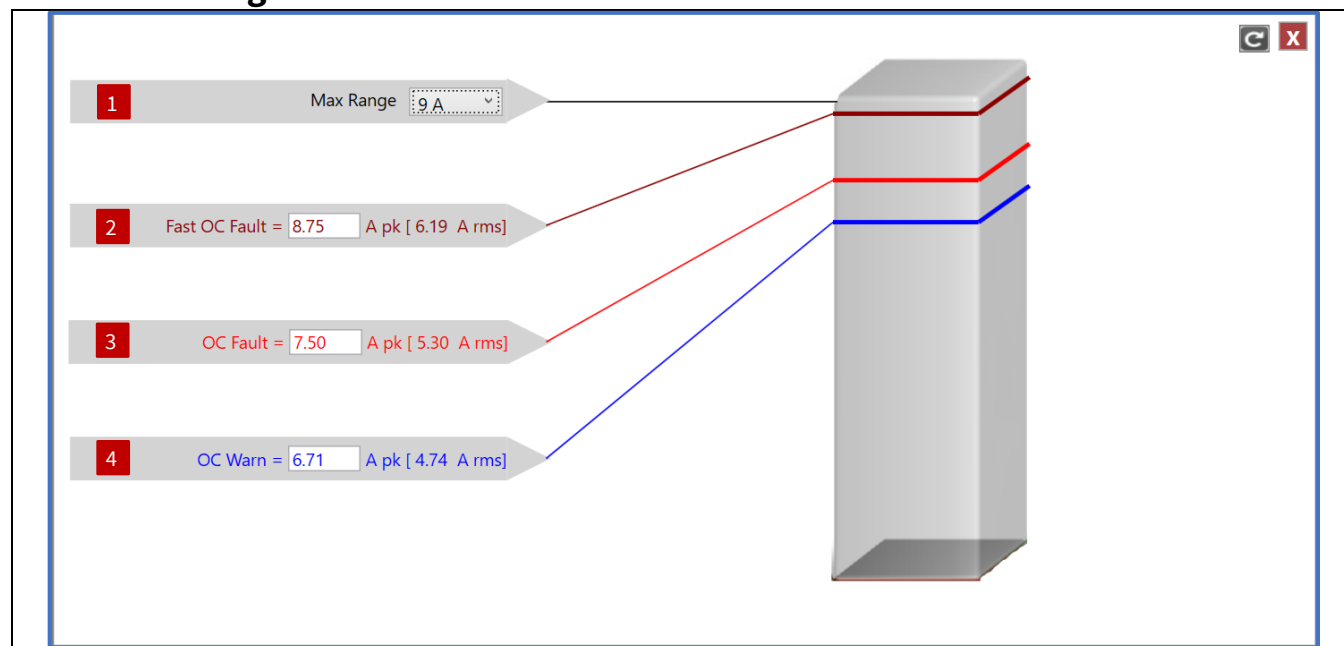 X
1 Max Range 9 A
2 Fast OC Fault = 8.75 A pk [ 6.19 A rms]
3 OC Fault = 7.50 A pk [ 5.30 A rms]
4 OC Warn = 6.71 A pk [ 4.74 A rms]